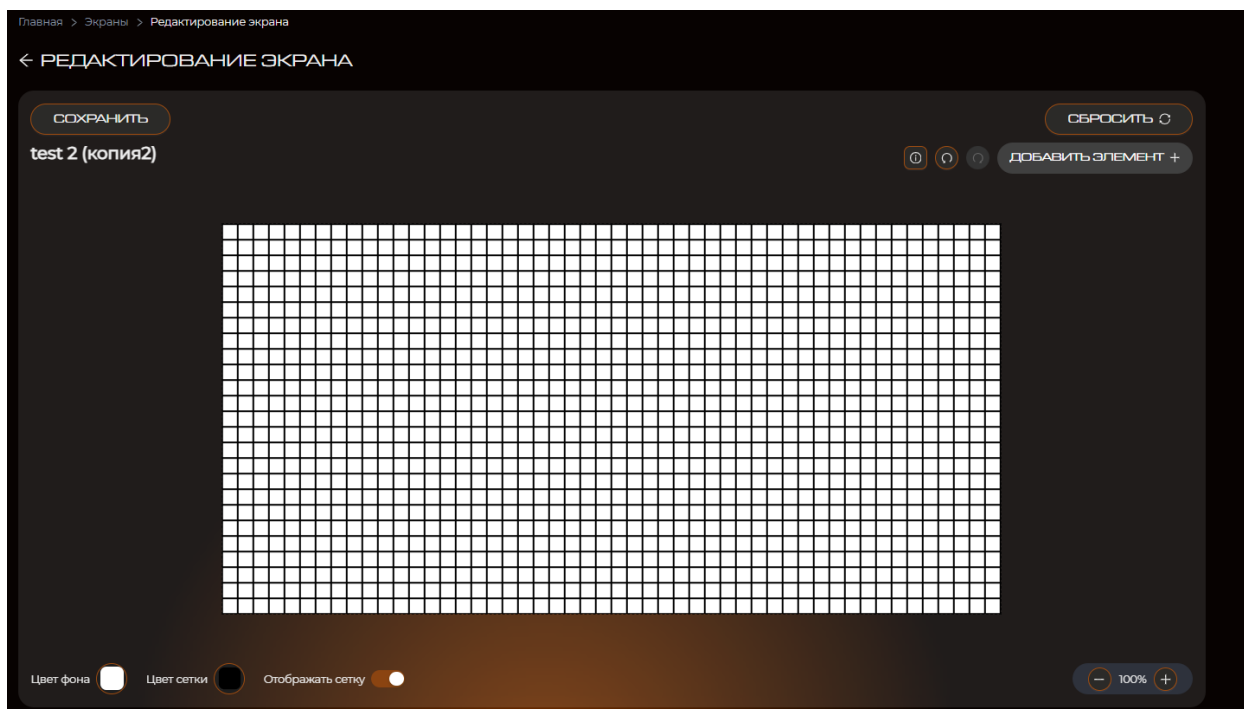 Главная > Экраны > Редактирование экрана
← РЕДАКТИРОВАНИЕ ЭКРАНА
СОХРАНИТЬ
СБРОСИТЬ
test 2 (копия2)
ДОБАВИТЬ ЭЛЕМЕНТ +
Цвет фона
Цвет сетки
Отображать сетку
− 100% +